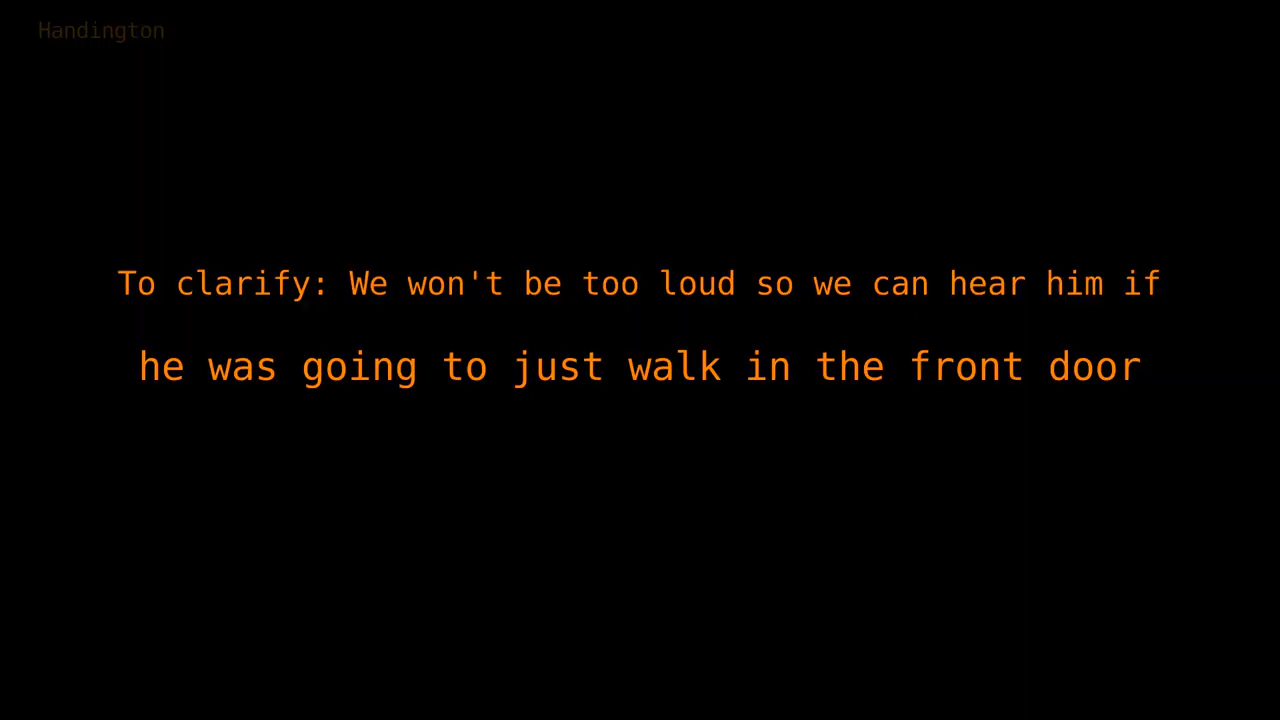 Handington
To clarify: We won't be too loud so we can hear him if
he was going to just walk in the front door